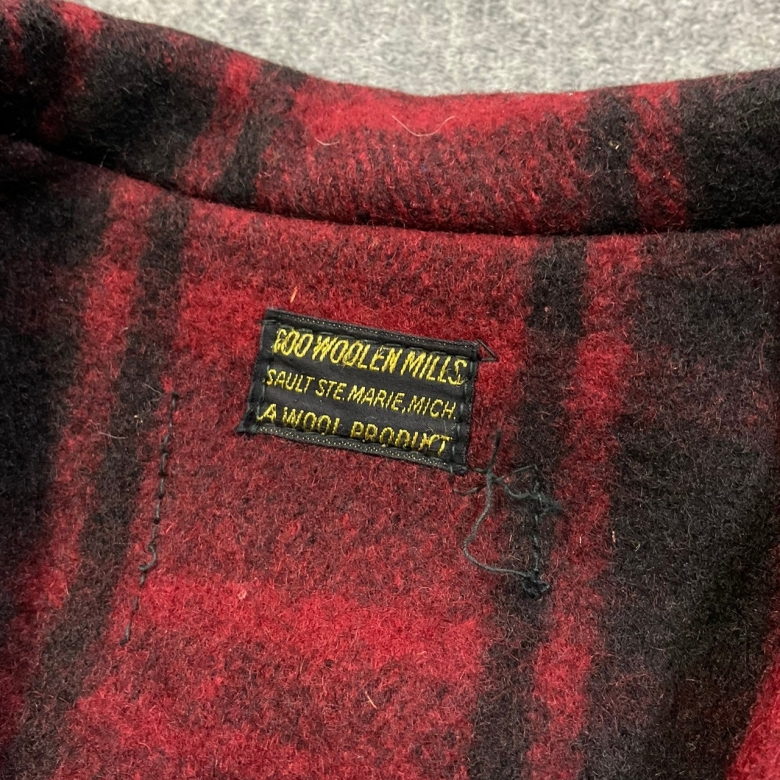 SOO WOOLEN MILLS
SAULT STE. MARIE, MICH.
A WOOL PRODUCT